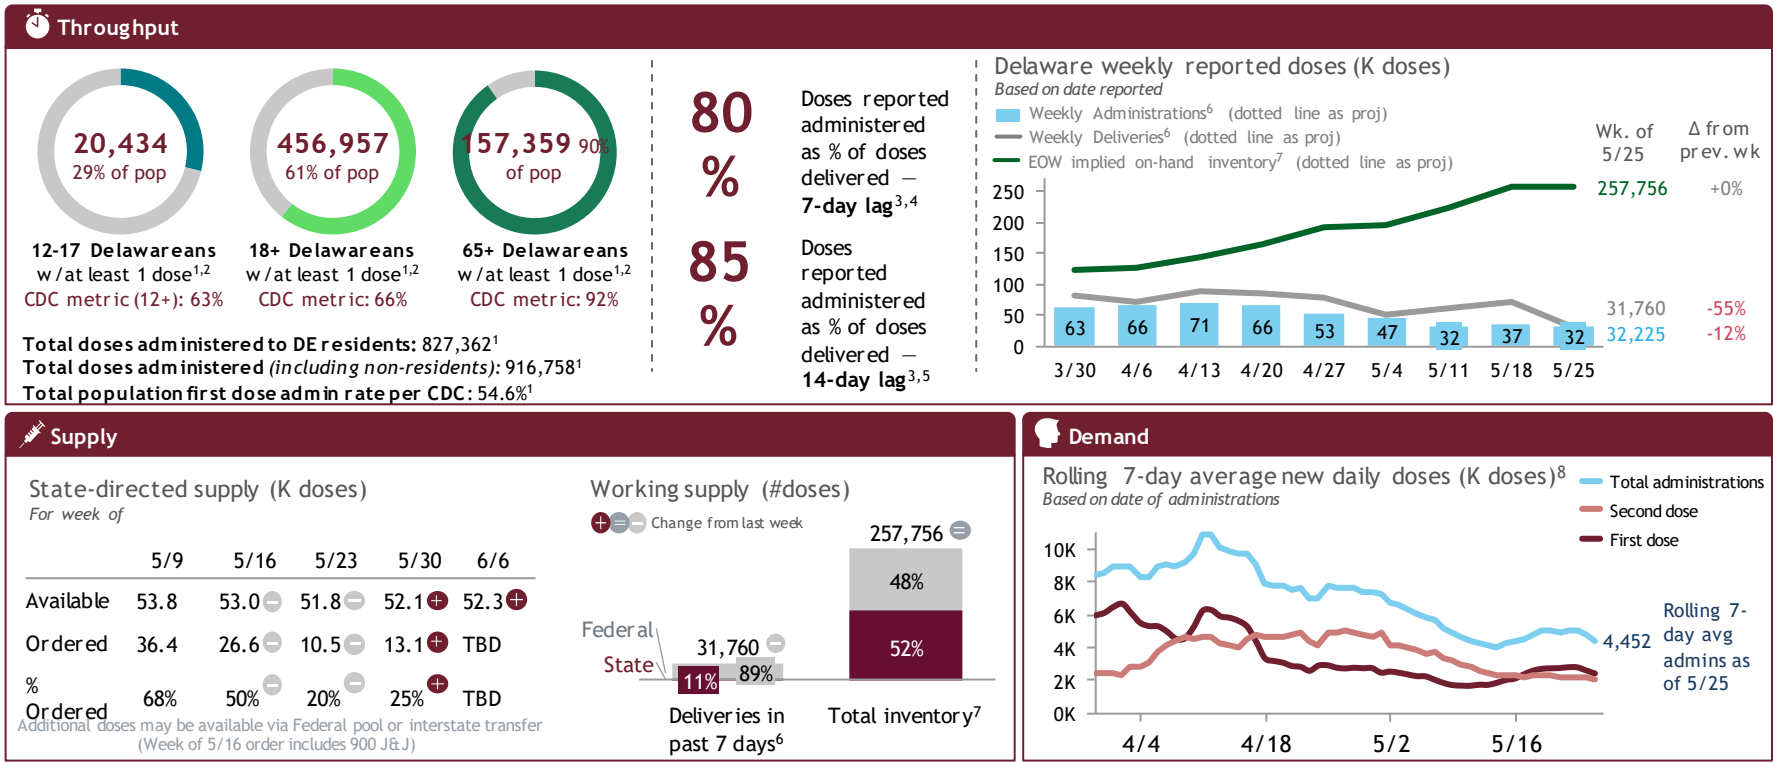 Throughput
20,434
29% of pop
12-17 Delawareans
w/at least 1 dose1,2
CDC metric (12+): 63%
456,957
61% of pop
18+ Delawareans
w/at least 1 dose1,2
CDC metric: 66%
157,359 90%
of pop
65+ Delawareans
w/at least 1 dose1,2
CDC metric: 92%
Total doses administered to DE residents: 827,3621
Total doses administered (including non-residents): 916,7581
Total population first dose admin rate per CDC: 54.6%1
80
%
Doses reported
administered
as % of doses
delivered –
7-day lag3,4
85
%
Doses
reported
administered
as % of doses
delivered –
14-day lag3,5
Delaware weekly reported doses (K doses)
Based on date reported
Weekly Administrations6 (dotted line as proj)
Weekly Deliveries6 (dotted line as proj)
EOW implied on-hand inventory7 (dotted line as proj)
Wk. of
5/25
Δ from
prev. wk
257,756 +0%
31,760 -55%
32,225 -12%
250
200
150
100
50
0
63 66 71 66 53 47 32 37 32
3/30 4/6 4/13 4/20 4/27 5/4 5/11 5/18 5/25
Supply
State-directed supply (K doses)
For week of
5/9 5/16 5/23 5/30 6/6
Available 53.8 53.0 − 51.8 − 52.1 + 52.3 +
Ordered 36.4 26.6 − 10.5 − 13.1 + TBD
%
Ordered 68% 50% − 20% − 25% + TBD
Additional doses may be available via Federal pool or interstate transfer
(Week of 5/16 order includes 900 J&J)
Working supply (#doses)
+ = − Change from last week
257,756 =
48%
52%
Federal
State
31,760 −
11% 89%
Deliveries in
past 7 days6
Total inventory7
Demand
Rolling 7-day average new daily doses (K doses)8
Based on date of administrations
Total administrations
Second dose
First dose
10K
8K
6K
4K
2K
0K
4/4 4/18 5/2 5/16
4,452
Rolling 7-
day avg
admins as
of 5/25